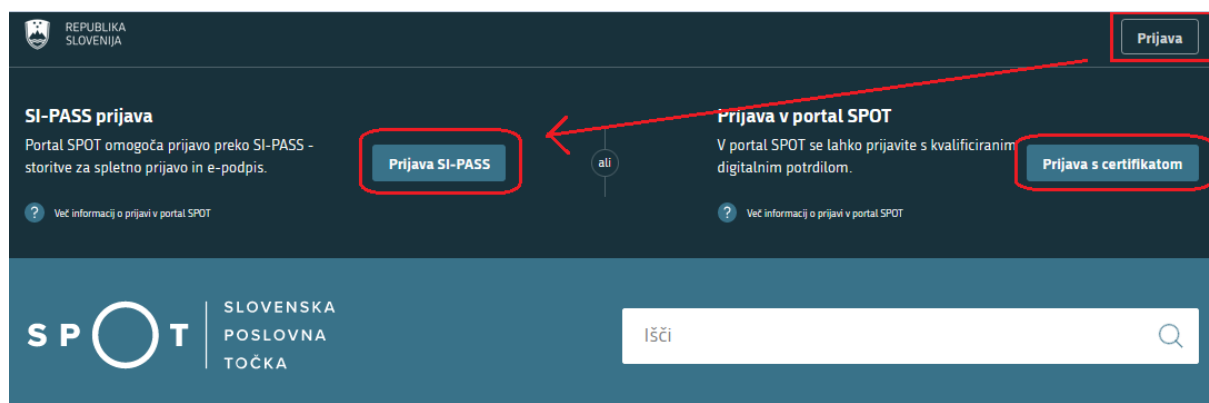 REPUBLIKA
SLOVENIJA
Prijava
SI-PASS prijava
Portal SPOT omogoča prijavo preko SI-PASS -
storitve za spletno prijavo in e-podpis.
Prijava SI-PASS
? Več informacij o prijavi v portal SPOT
ali
Prijava v portal SPOT
V portal SPOT se lahko prijavite s kvalificiranim
digitalnim potrdilom.
Prijava s certifikatom
? Več informacij o prijavi v portal SPOT
SPOT
SLOVENSKA
POSLOVNA
TOČKA
Išči